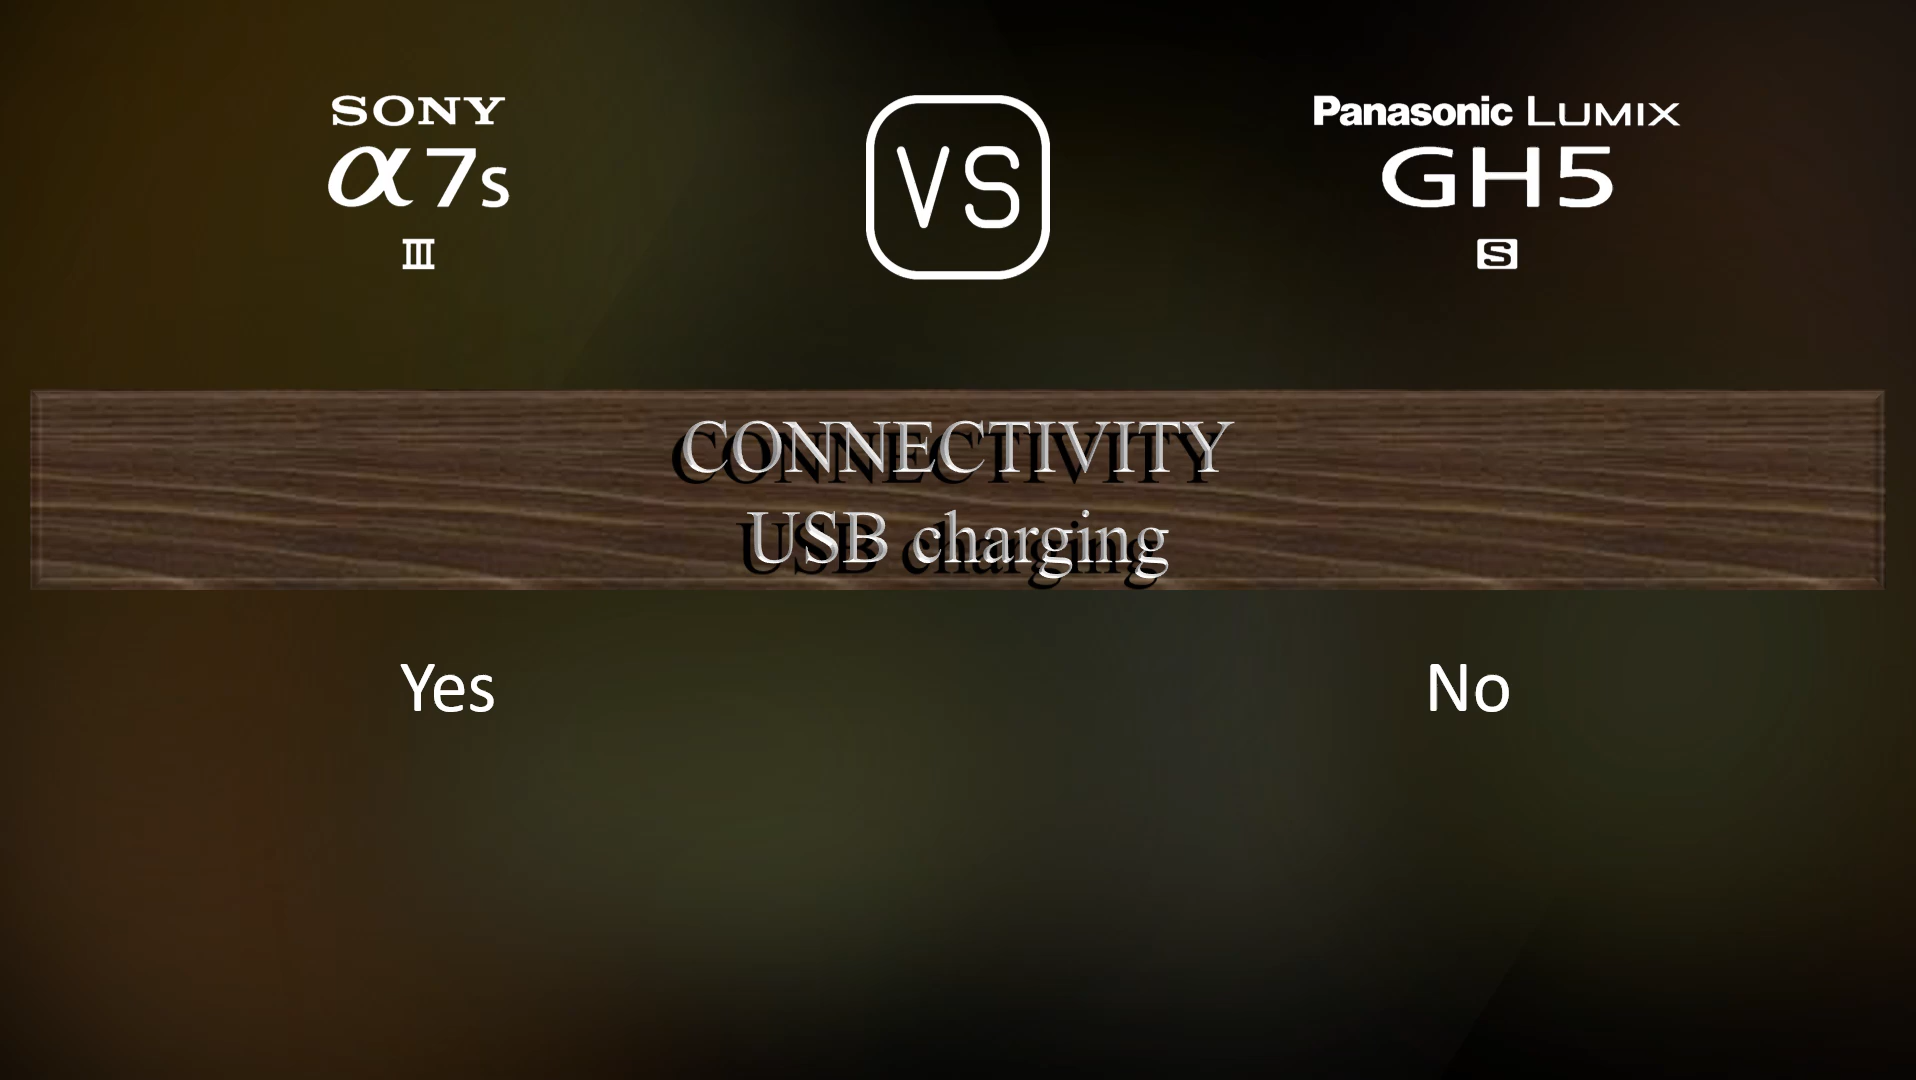 SONY
α7s
III
VS
Panasonic LUMIX
GH5
S
CONNECTIVITY
USB charging
Yes
No